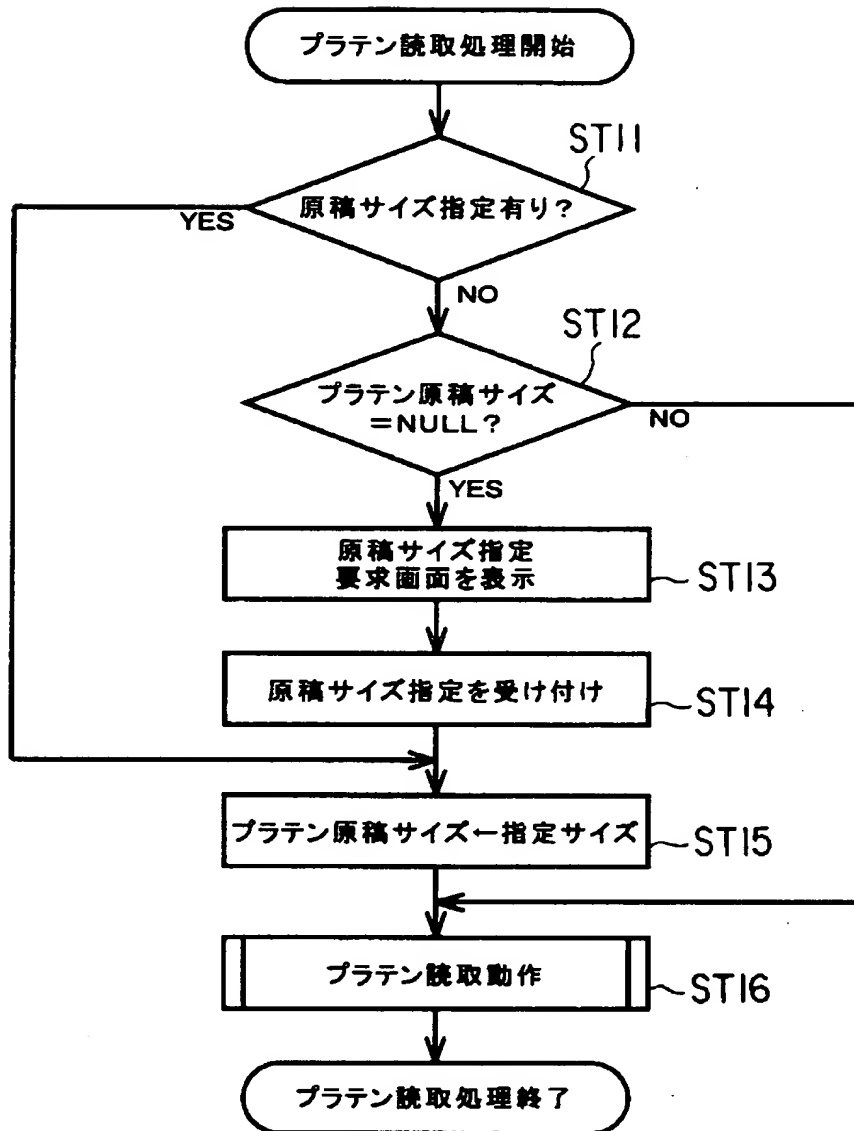 プラテン読取処理開始
ST11
原稿サイズ指定有り?
YES
NO
ST12
プラテン原稿サイズ
=NULL?
NO
YES
原稿サイズ指定
要求画面を表示
ST13
原稿サイズ指定を受け付け
ST14
プラテン原稿サイズ←指定サイズ
ST15
プラテン読取動作
ST16
プラテン読取処理終了